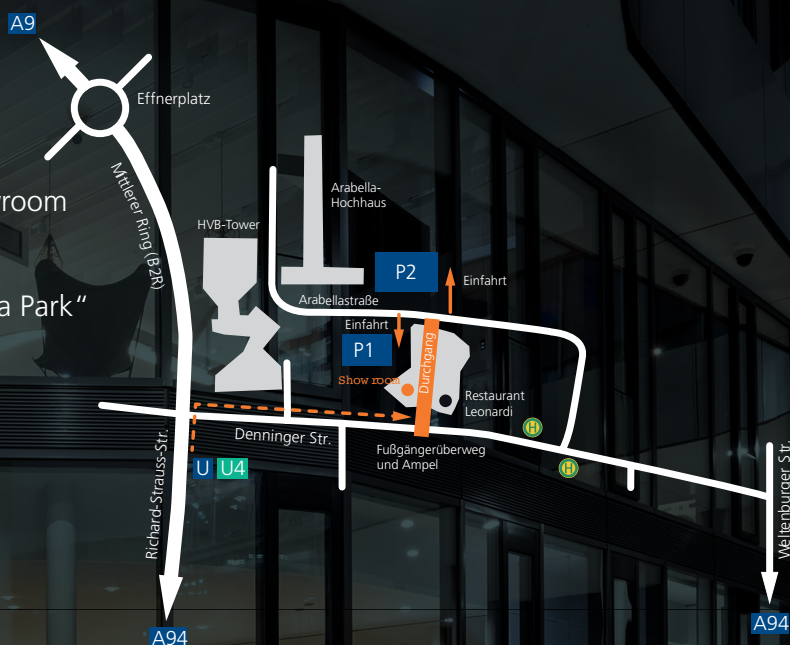 A9
Effnerplatz
Mittlerer Ring (B2R)
room
Arabella-
Hochhaus
HVB-Tower
P2
Einfahrt
a Park“
Arabellastraße
Einfahrt
P1
Durchgang
Show room
Restaurant
Leonardi
H
Denninger Str.
Fußgängerüberweg
und Ampel
H
U U4
Richard-Strauss-Str.
Weltenburger Str.
A94
A94